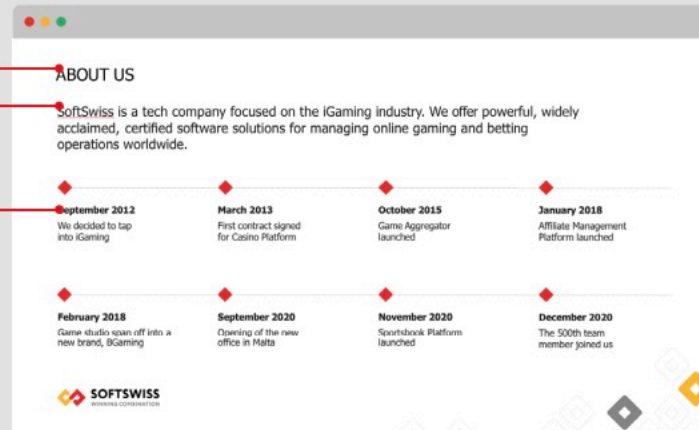 ABOUT US
SoftSwiss is a tech company focused on the iGaming industry. We offer powerful, widely
acclaimed, certified software solutions for managing online gaming and betting
operations worldwide.
September 2012
We decided to tap
into iGaming
March 2013
First contract signed
for Casino Platform
October 2015
Game Aggregator
launched
January 2018
Affiliate Management
Platform launched
February 2018
Game studio span off into a
new brand, BGaming
September 2020
Opening of the new
office in Malta
November 2020
Sportsbook Platform
launched
December 2020
The 500th team
member joined us
SOFTSWISS
WINNING COMBINATION